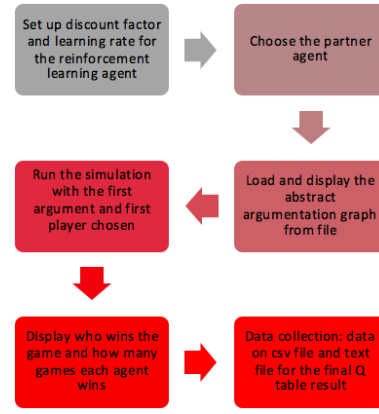 Set up discount factor
and learning rate for
the reinforcement
learning agent
Choose the partner
agent
Load and display the
abstract
argumentation graph
from file
Run the simulation
with the first
argument and first
player chosen
Display who wins the
game and how many
games each agent
wins
Data collection: data
on csv file and text
file for the final Q
table result